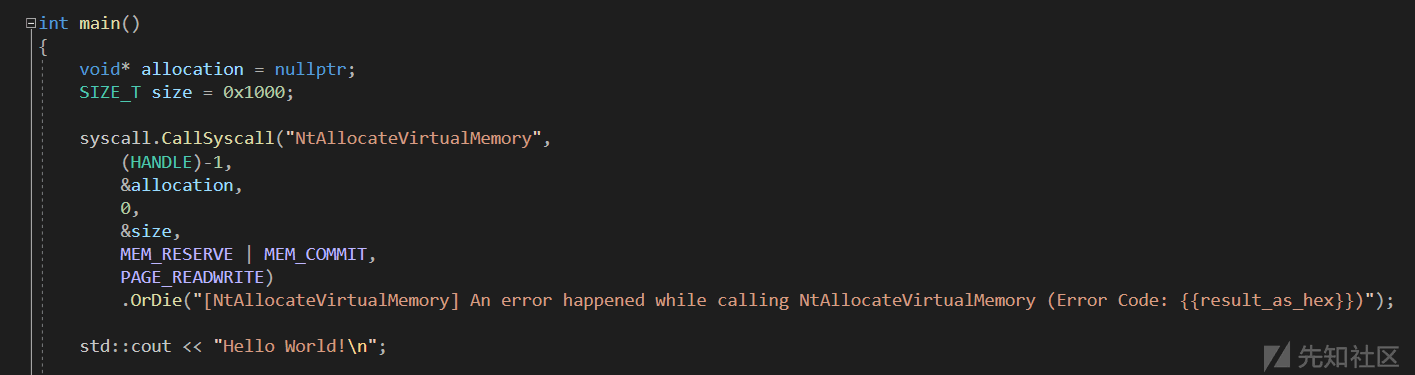 int main()
{
    void* allocation = nullptr;
    SIZE_T size = 0x1000;

    syscall.CallSyscall("NtAllocateVirtualMemory",
        (HANDLE)-1,
        &allocation,
        0,
        &size,
        MEM_RESERVE | MEM_COMMIT,
        PAGE_READWRITE)
        .OrDie("[NtAllocateVirtualMemory] An error happened while calling NtAllocateVirtualMemory (Error Code: {{result_as_hex}})");

    std::cout << "Hello World!\n";
先知社区